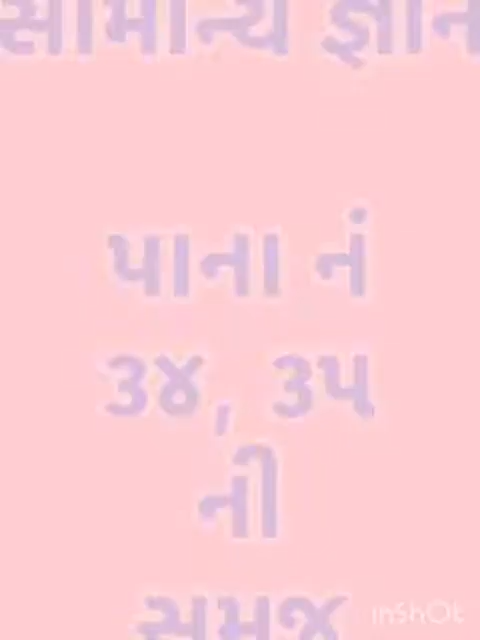 સામાન્ય જ્ઞાન
પાના નં
૩૪, ૩૫
ની
સમજ
InShOt